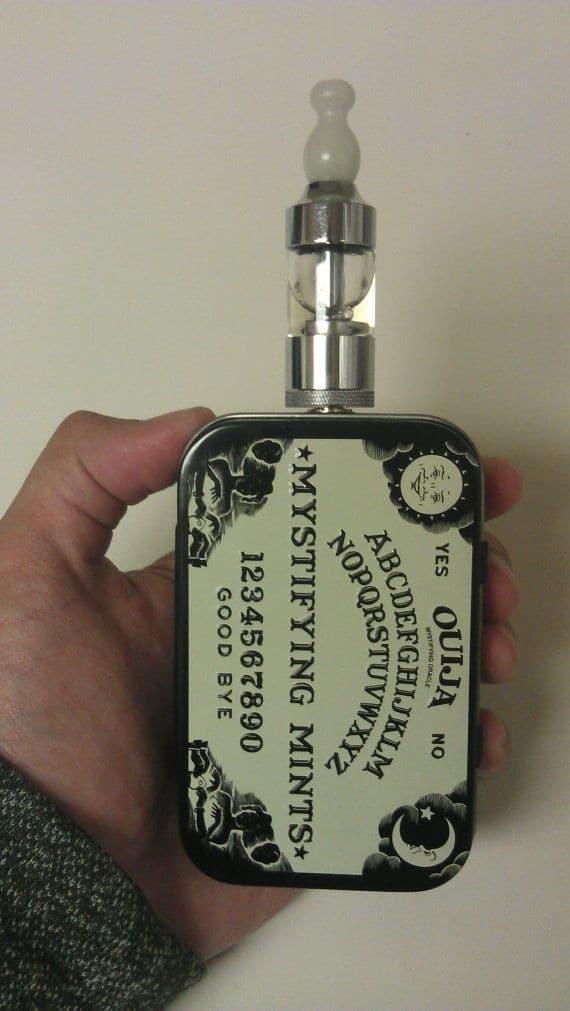 YES OUIJA NO
MYSTIFYING ORACLE
ABCDEFGHIJKLM
NOPQRSTUVWXYZ
★MYSTIFYING MINTS★
1234567890
GOOD BYE